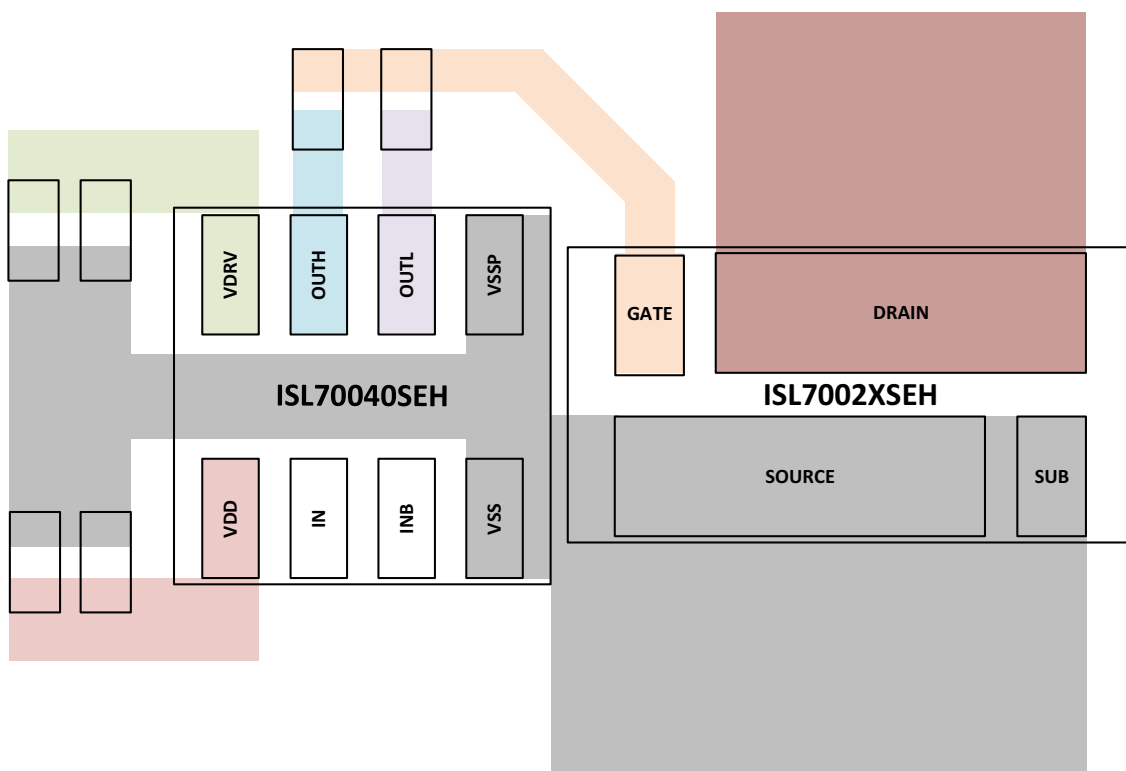 VDRV
OUTH
OUTL
VSSP
GATE
DRAIN
ISL70040SEH
ISL7002XSEH
VDD
IN
INB
VSS
SOURCE
SUB